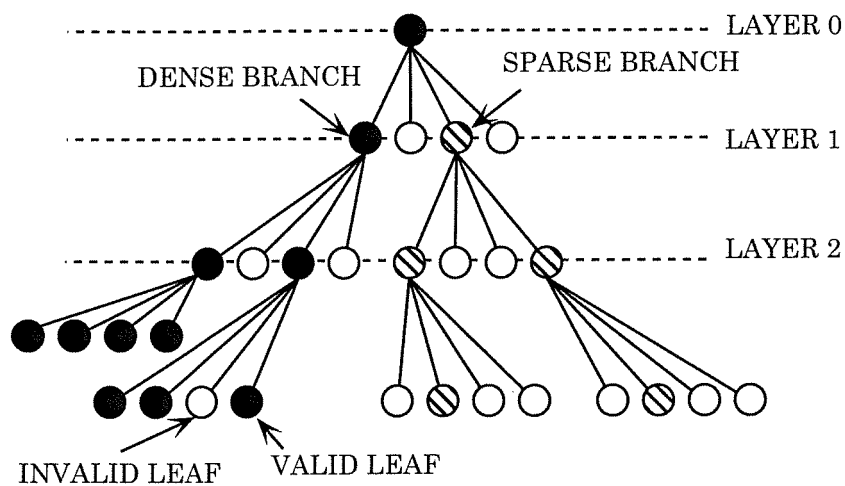 LAYER 0
DENSE BRANCH
SPARSE BRANCH
LAYER 1
LAYER 2
INVALID LEAF
VALID LEAF